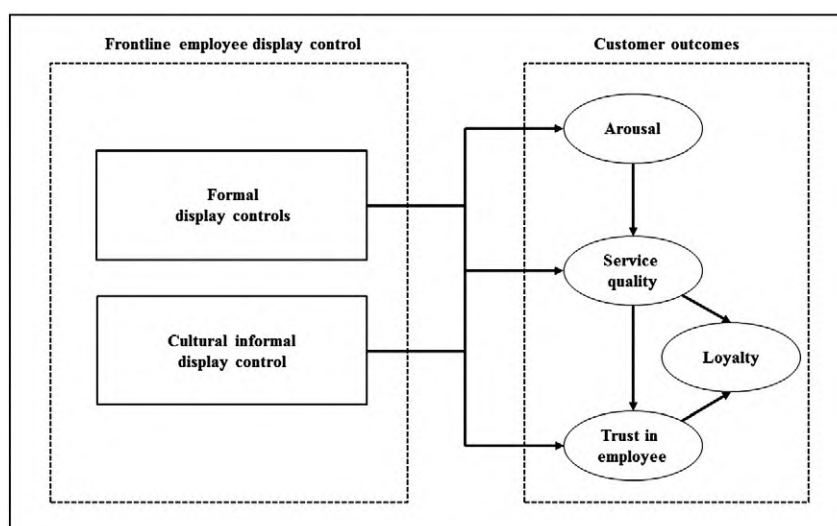 Frontline employee display control
Customer outcomes
Arousal
Formal
display controls
Service
quality
Cultural informal
display control
Loyalty
Trust in
employee